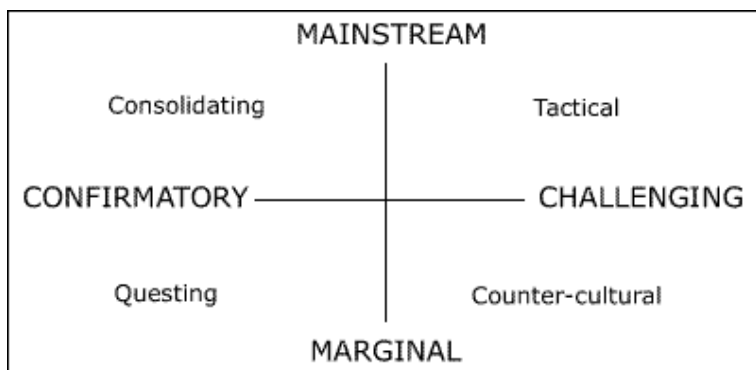 MAINSTREAM
Consolidating
Tactical
CONFIRMATORY
CHALLENGING
Questing
Counter-cultural
MARGINAL